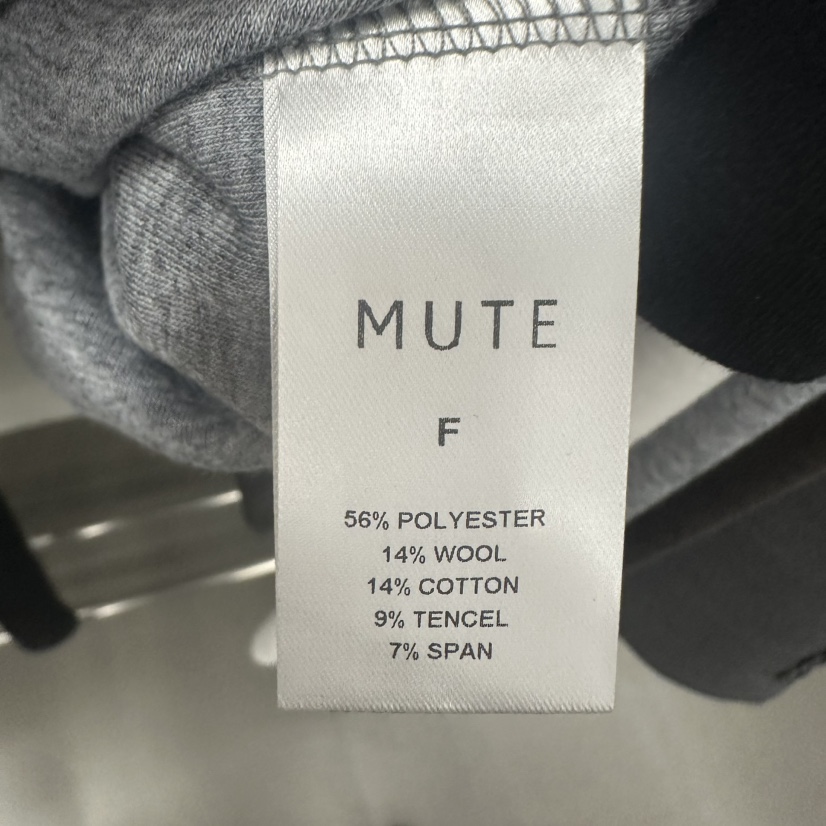 MUTE
F
56% POLYESTER
14% WOOL
14% COTTON
9% TENCEL
7% SPAN